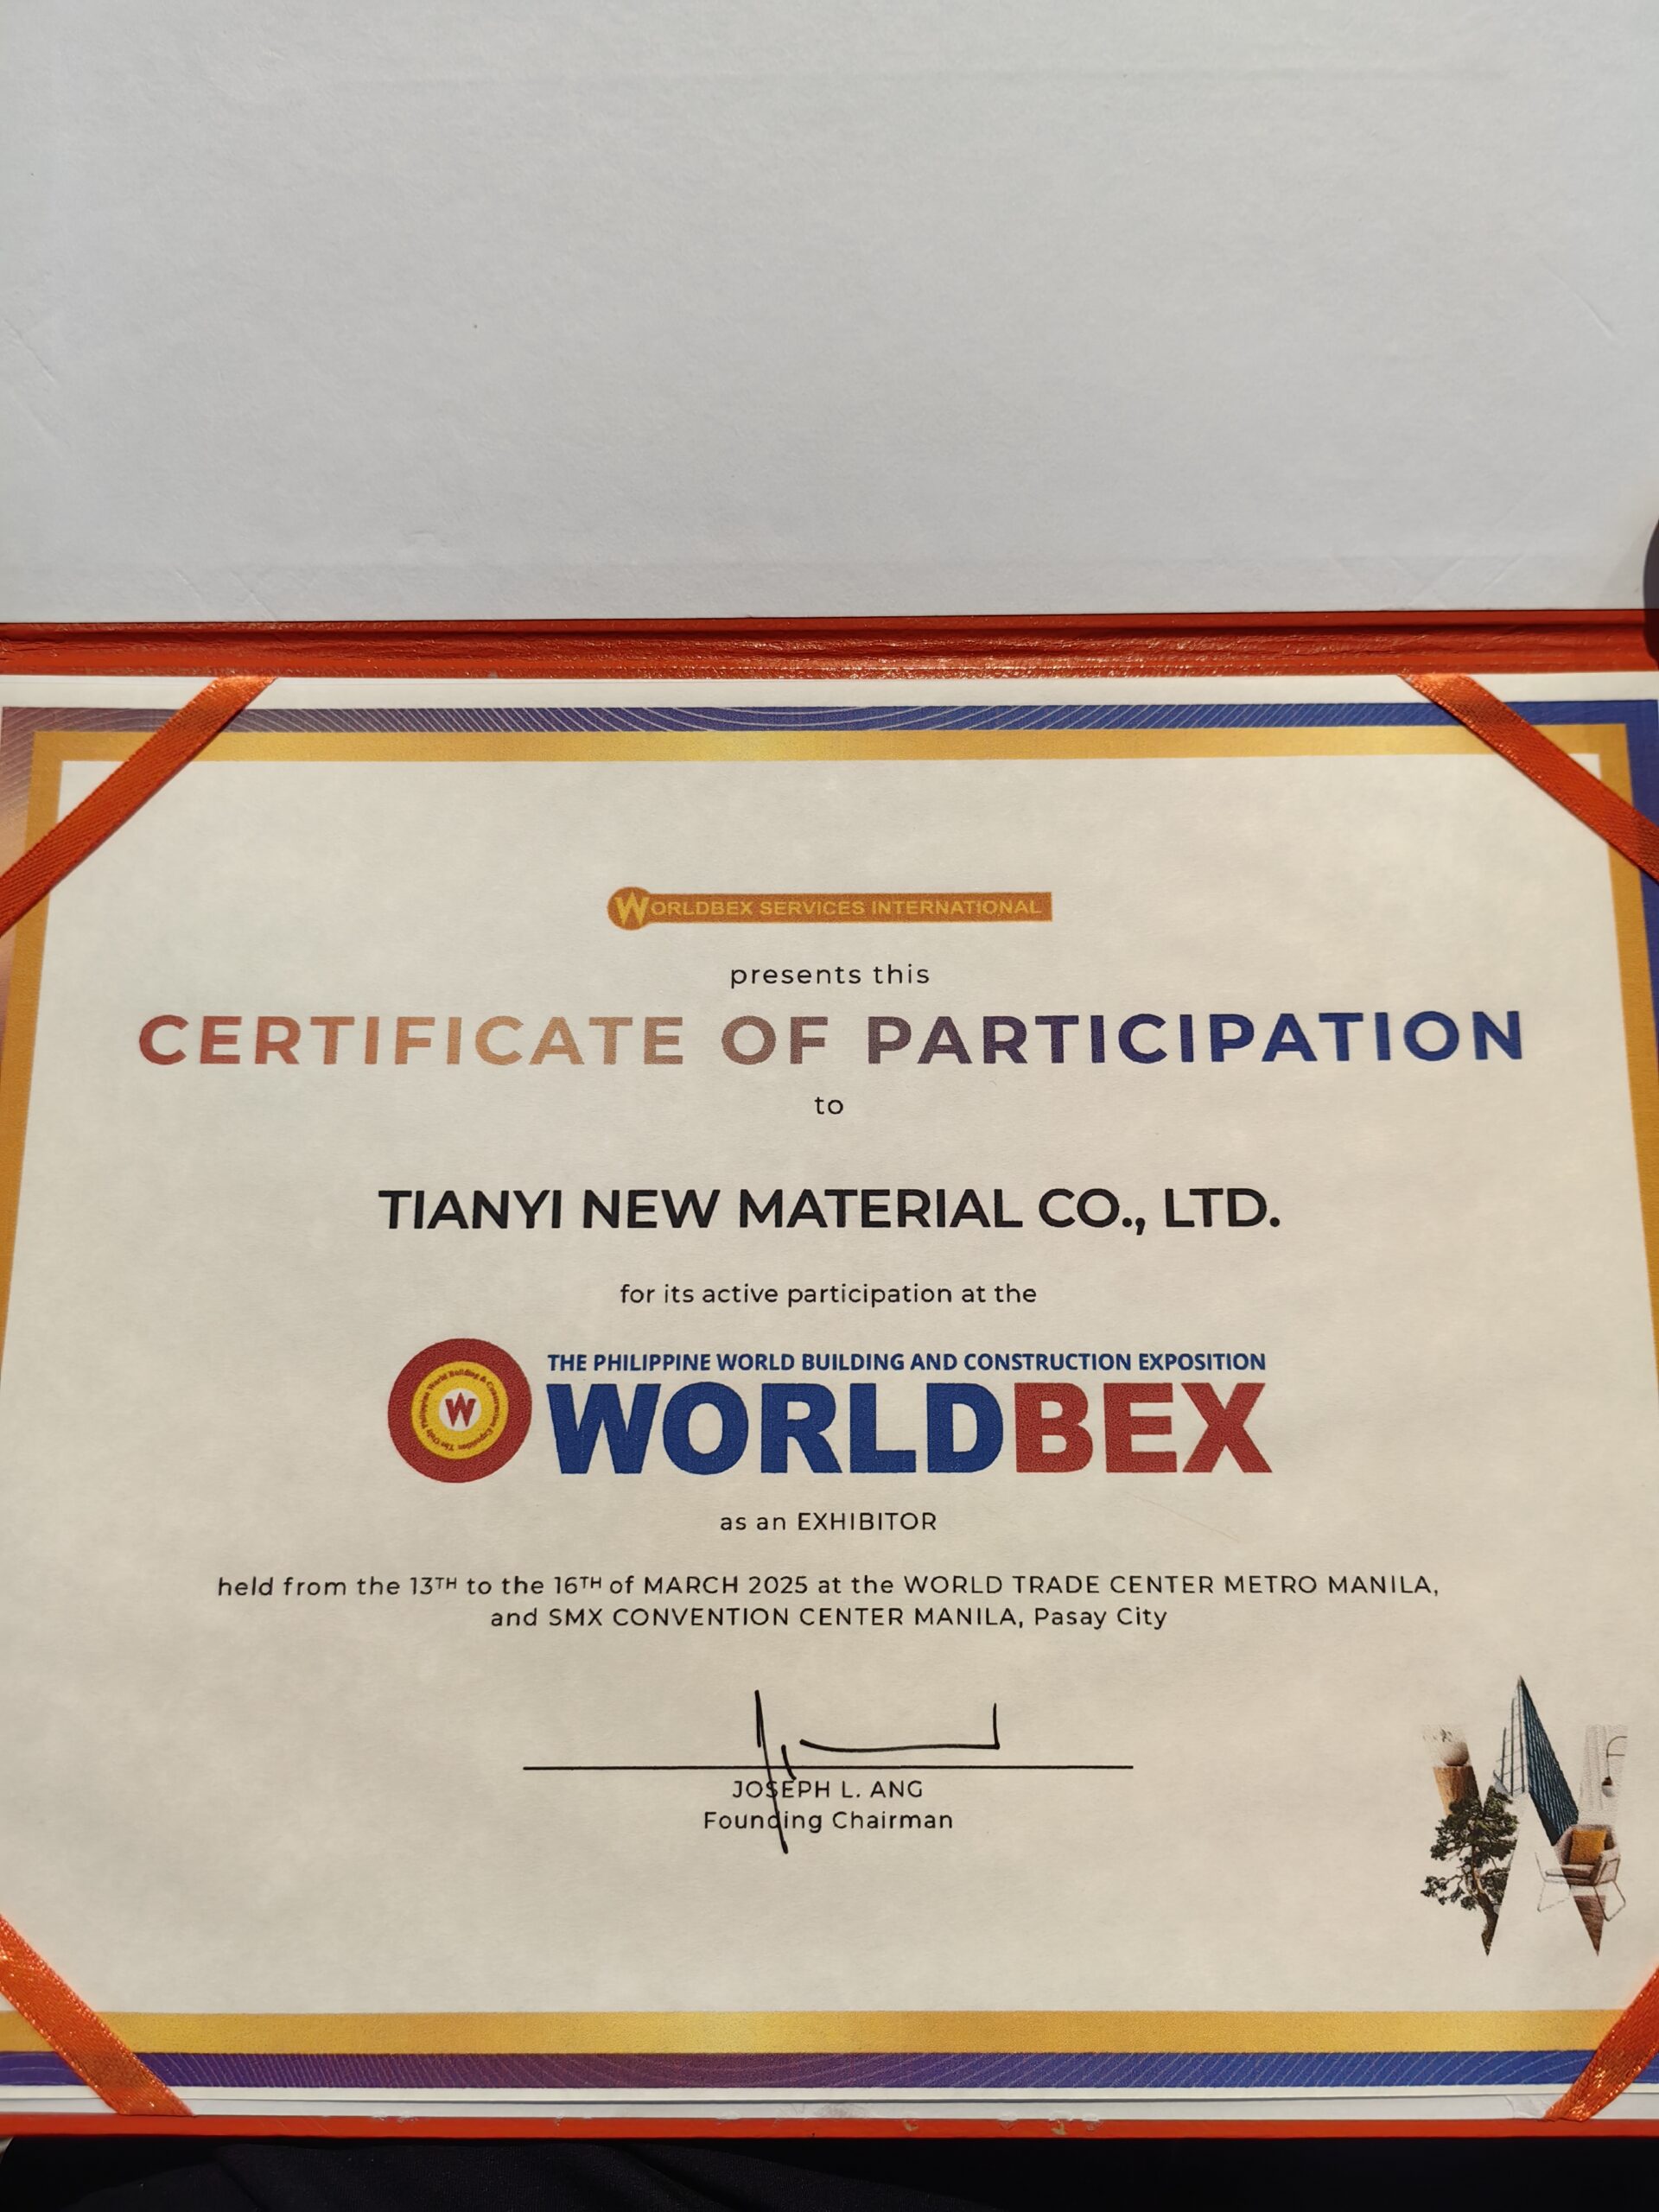 WORLDBEX SERVICES INTERNATIONAL
presents this
CERTIFICATE OF PARTICIPATION
to
TIANYI NEW MATERIAL CO., LTD.
for its active participation at the
THE PHILIPPINE WORLD BUILDING AND CONSTRUCTION EXPOSITION
W
WORLDBEX
as an EXHIBITOR
held from the 13TH to the 16TH of MARCH 2025 at the WORLD TRADE CENTER METRO MANILA,
and SMX CONVENTION CENTER MANILA, Pasay City
JOSEPH L. ANG
Founding Chairman